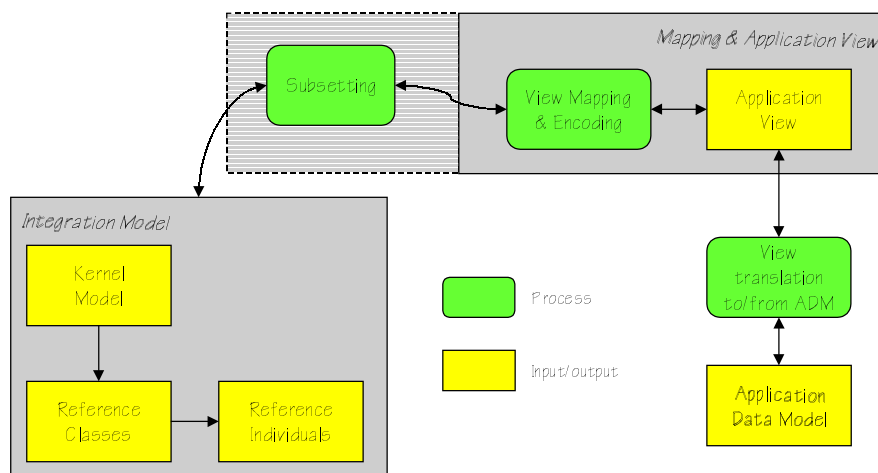 Mapping & Application View
Subsetting
View Mapping
& Encoding
Application
View
Integration Model
Kernel
Model
View
translation
to/from ADM
Process
Input/output
Reference
Classes
Reference
Individuals
Application
Data Model